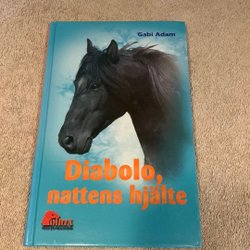 Gabi Adam
Diabolo,
nattens hjälte